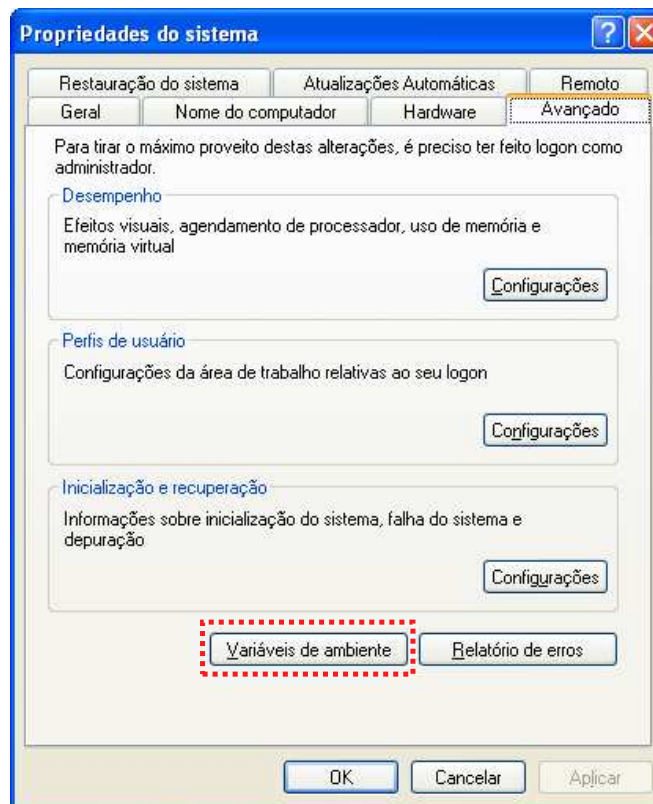 Propriedades do sistema
Restauração do sistema
Atualizações Automáticas
Remoto
Geral
Nome do computador
Hardware
Avançado
Para tirar o máximo proveito destas alterações, é preciso ter feito logon como
administrador.
Desempenho
Efeitos visuais, agendamento de processador, uso de memória e
memória virtual
Configurações
Perfis de usuário
Configurações da área de trabalho relativas ao seu logon
Configurações
Inicialização e recuperação
Informações sobre inicialização do sistema, falha do sistema e
depuração
Configurações
Variáveis de ambiente
Relatório de erros
OK
Cancelar
Aplicar